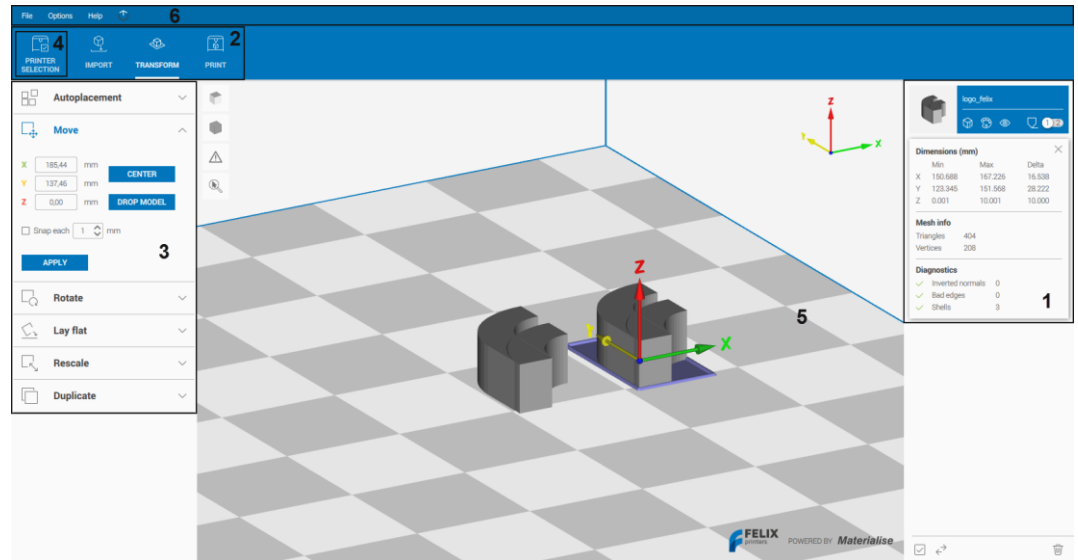 File Options Help 6
4 2
PRINTER SELECTION IMPORT TRANSFORM PRINT
Autoplacement
Move
X 185,44 mm
CENTER
Y 137,46 mm
Z 0,00 mm DROP MODEL
Snap each 1 mm
3
APPLY
Rotate
Lay flat
Rescale
Duplicate
Z
Y
X
Z
Y
X
5
logo_felix
1 2
Dimensions (mm)
Min Max Delta
X 150.688 167.226 16.538
Y 123.345 151.568 28.222
Z 0.001 10.001 10.000
Mesh info
Triangles 404
Vertices 208
Diagnostics
Inverted normals 0
Bad edges 0
Shells 3
1
FELIX
printers
POWERED BY Materialise